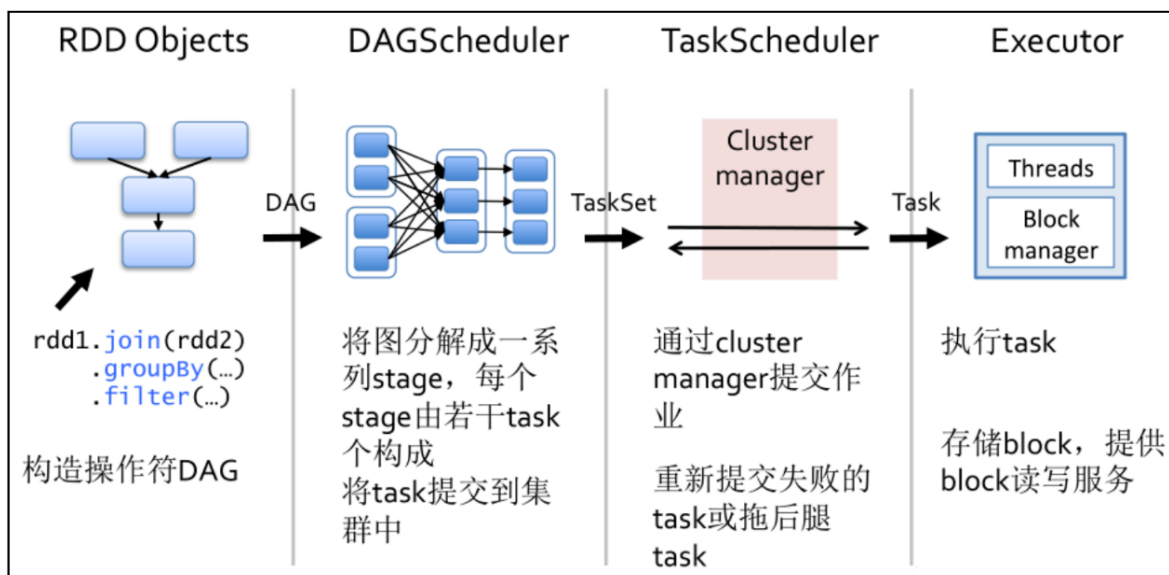 RDD Objects
DAGScheduler
TaskScheduler
Executor
DAG
TaskSet
Cluster
manager
Task
Threads
Block
manager
rdd1.join(rdd2)
.groupBy(…)
.filter(…)
构造操作符DAG
将图分解成一系
列stage，每个
stage由若干task
个构成
将task提交到集
群中
通过cluster
manager提交作
业
重新提交失败的
task或拖后腿
task
执行task
存储block，提供
block读写服务